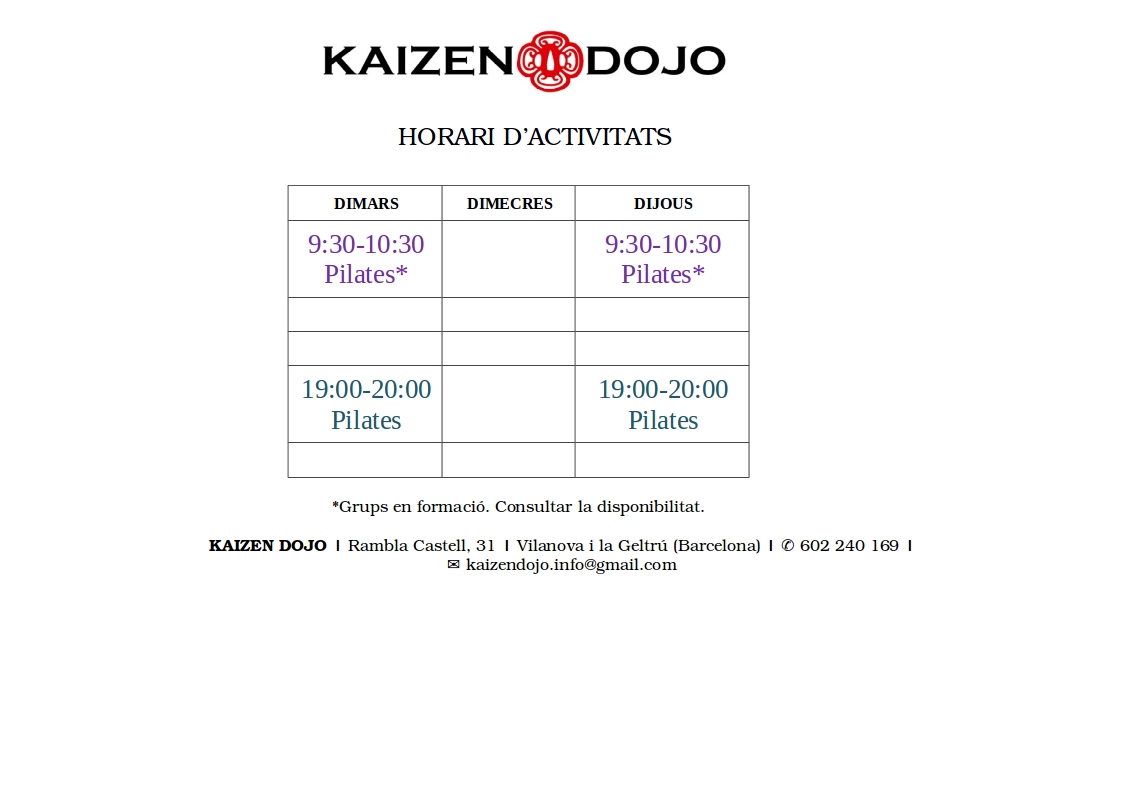 KAIZEN DOJO
HORARI D’ACTIVITATS
DIMARS DIMECRES DIJOUS
9:30-10:30 9:30-10:30
Pilates* Pilates*
19:00-20:00 19:00-20:00
Pilates Pilates
*Grups en formació. Consultar la disponibilitat.
KAIZEN DOJO I Rambla Castell, 31 I Vilanova i la Geltrú (Barcelona) I ✆ 602 240 169 I
✉ kaizendojo.info@gmail.com